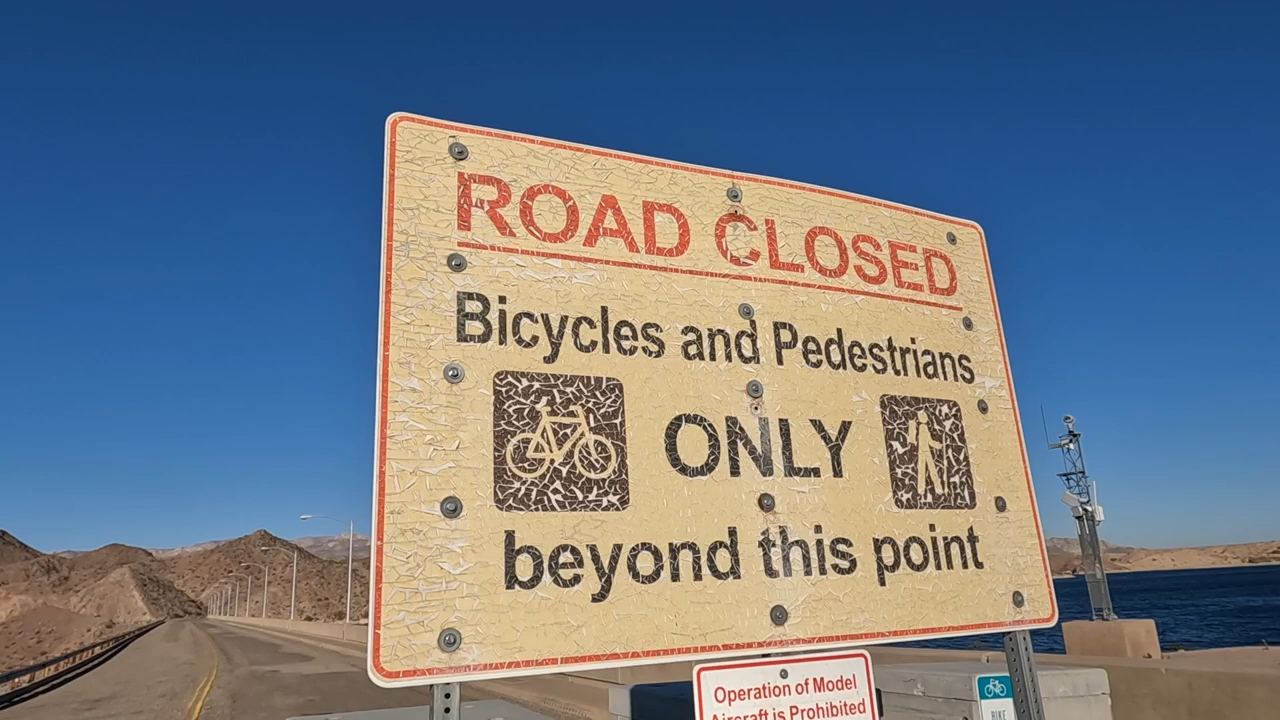 ROAD CLOSED
Bicycles and Pedestrians
ONLY
beyond this point
Operation of Model
Aircraft is Prohibited
BIKE